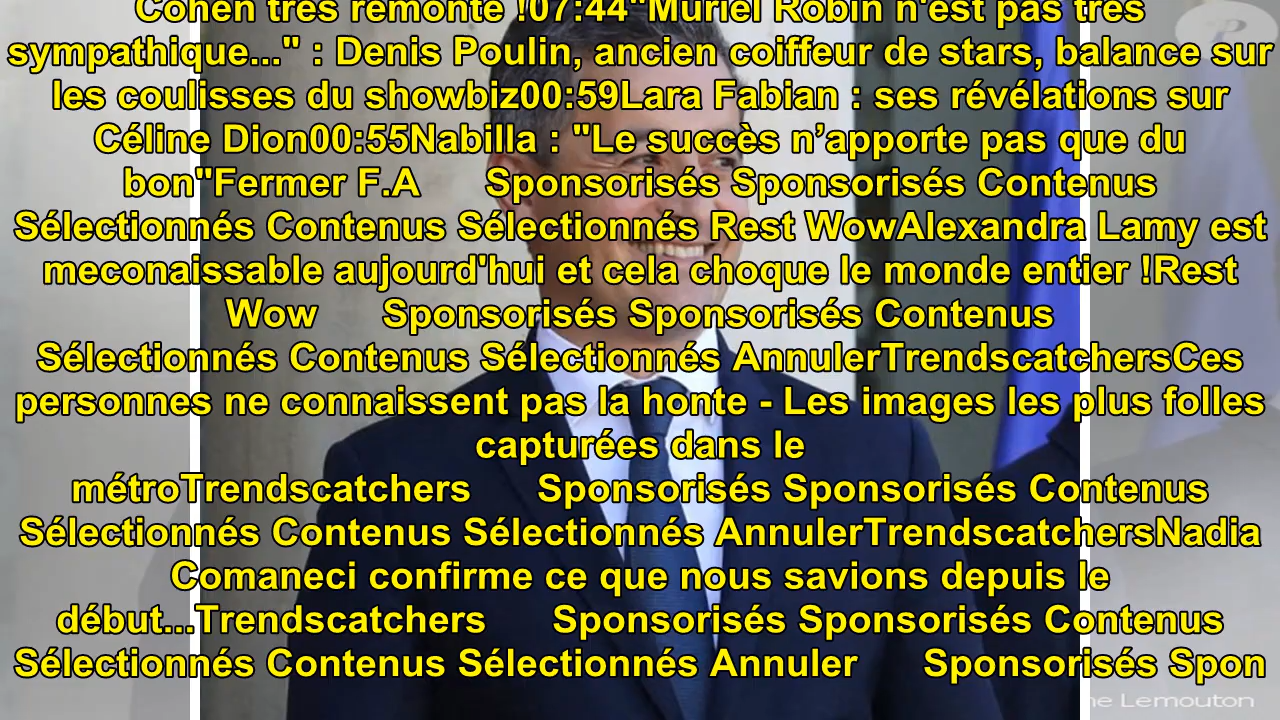 Cohen très remonté !07:44"Muriel Robin n'est pas très
sympathique..." : Denis Poulin, ancien coiffeur de stars, balance sur
les coulisses du showbiz00:59Lara Fabian : ses révélations sur
Céline Dion00:55Nabilla : "Le succès n’apporte pas que du
bon"Fermer F.A Sponsorisés Sponsorisés Contenus
Sélectionnés Contenus Sélectionnés Rest WowAlexandra Lamy est
meconaissable aujourd'hui et cela choque le monde entier !Rest
Wow Sponsorisés Sponsorisés Contenus
Sélectionnés Contenus Sélectionnés AnnulerTrendscatchersCes
personnes ne connaissent pas la honte - Les images les plus folles
capturées dans le
métroTrendscatchers Sponsorisés Sponsorisés Contenus
Sélectionnés Contenus Sélectionnés AnnulerTrendscatchersNadia
Comaneci confirme ce que nous savions depuis le
début...Trendscatchers Sponsorisés Sponsorisés Contenus
Sélectionnés Contenus Sélectionnés Annuler Sponsorisés Spon
Lemouton